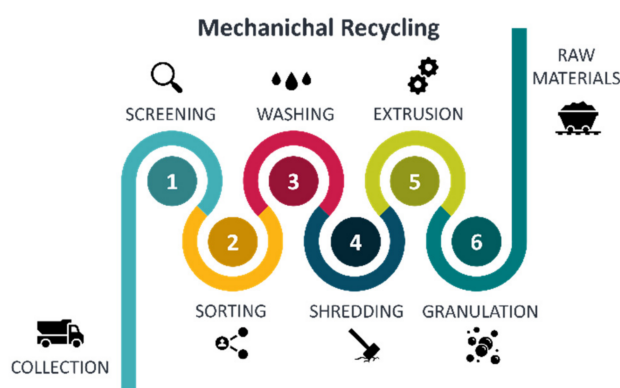 Mechanichal Recycling
RAW
MATERIALS
SCREENING
WASHING
EXTRUSION
1
3
5
2
4
6
SORTING
SHREDDING
GRANULATION
COLLECTION